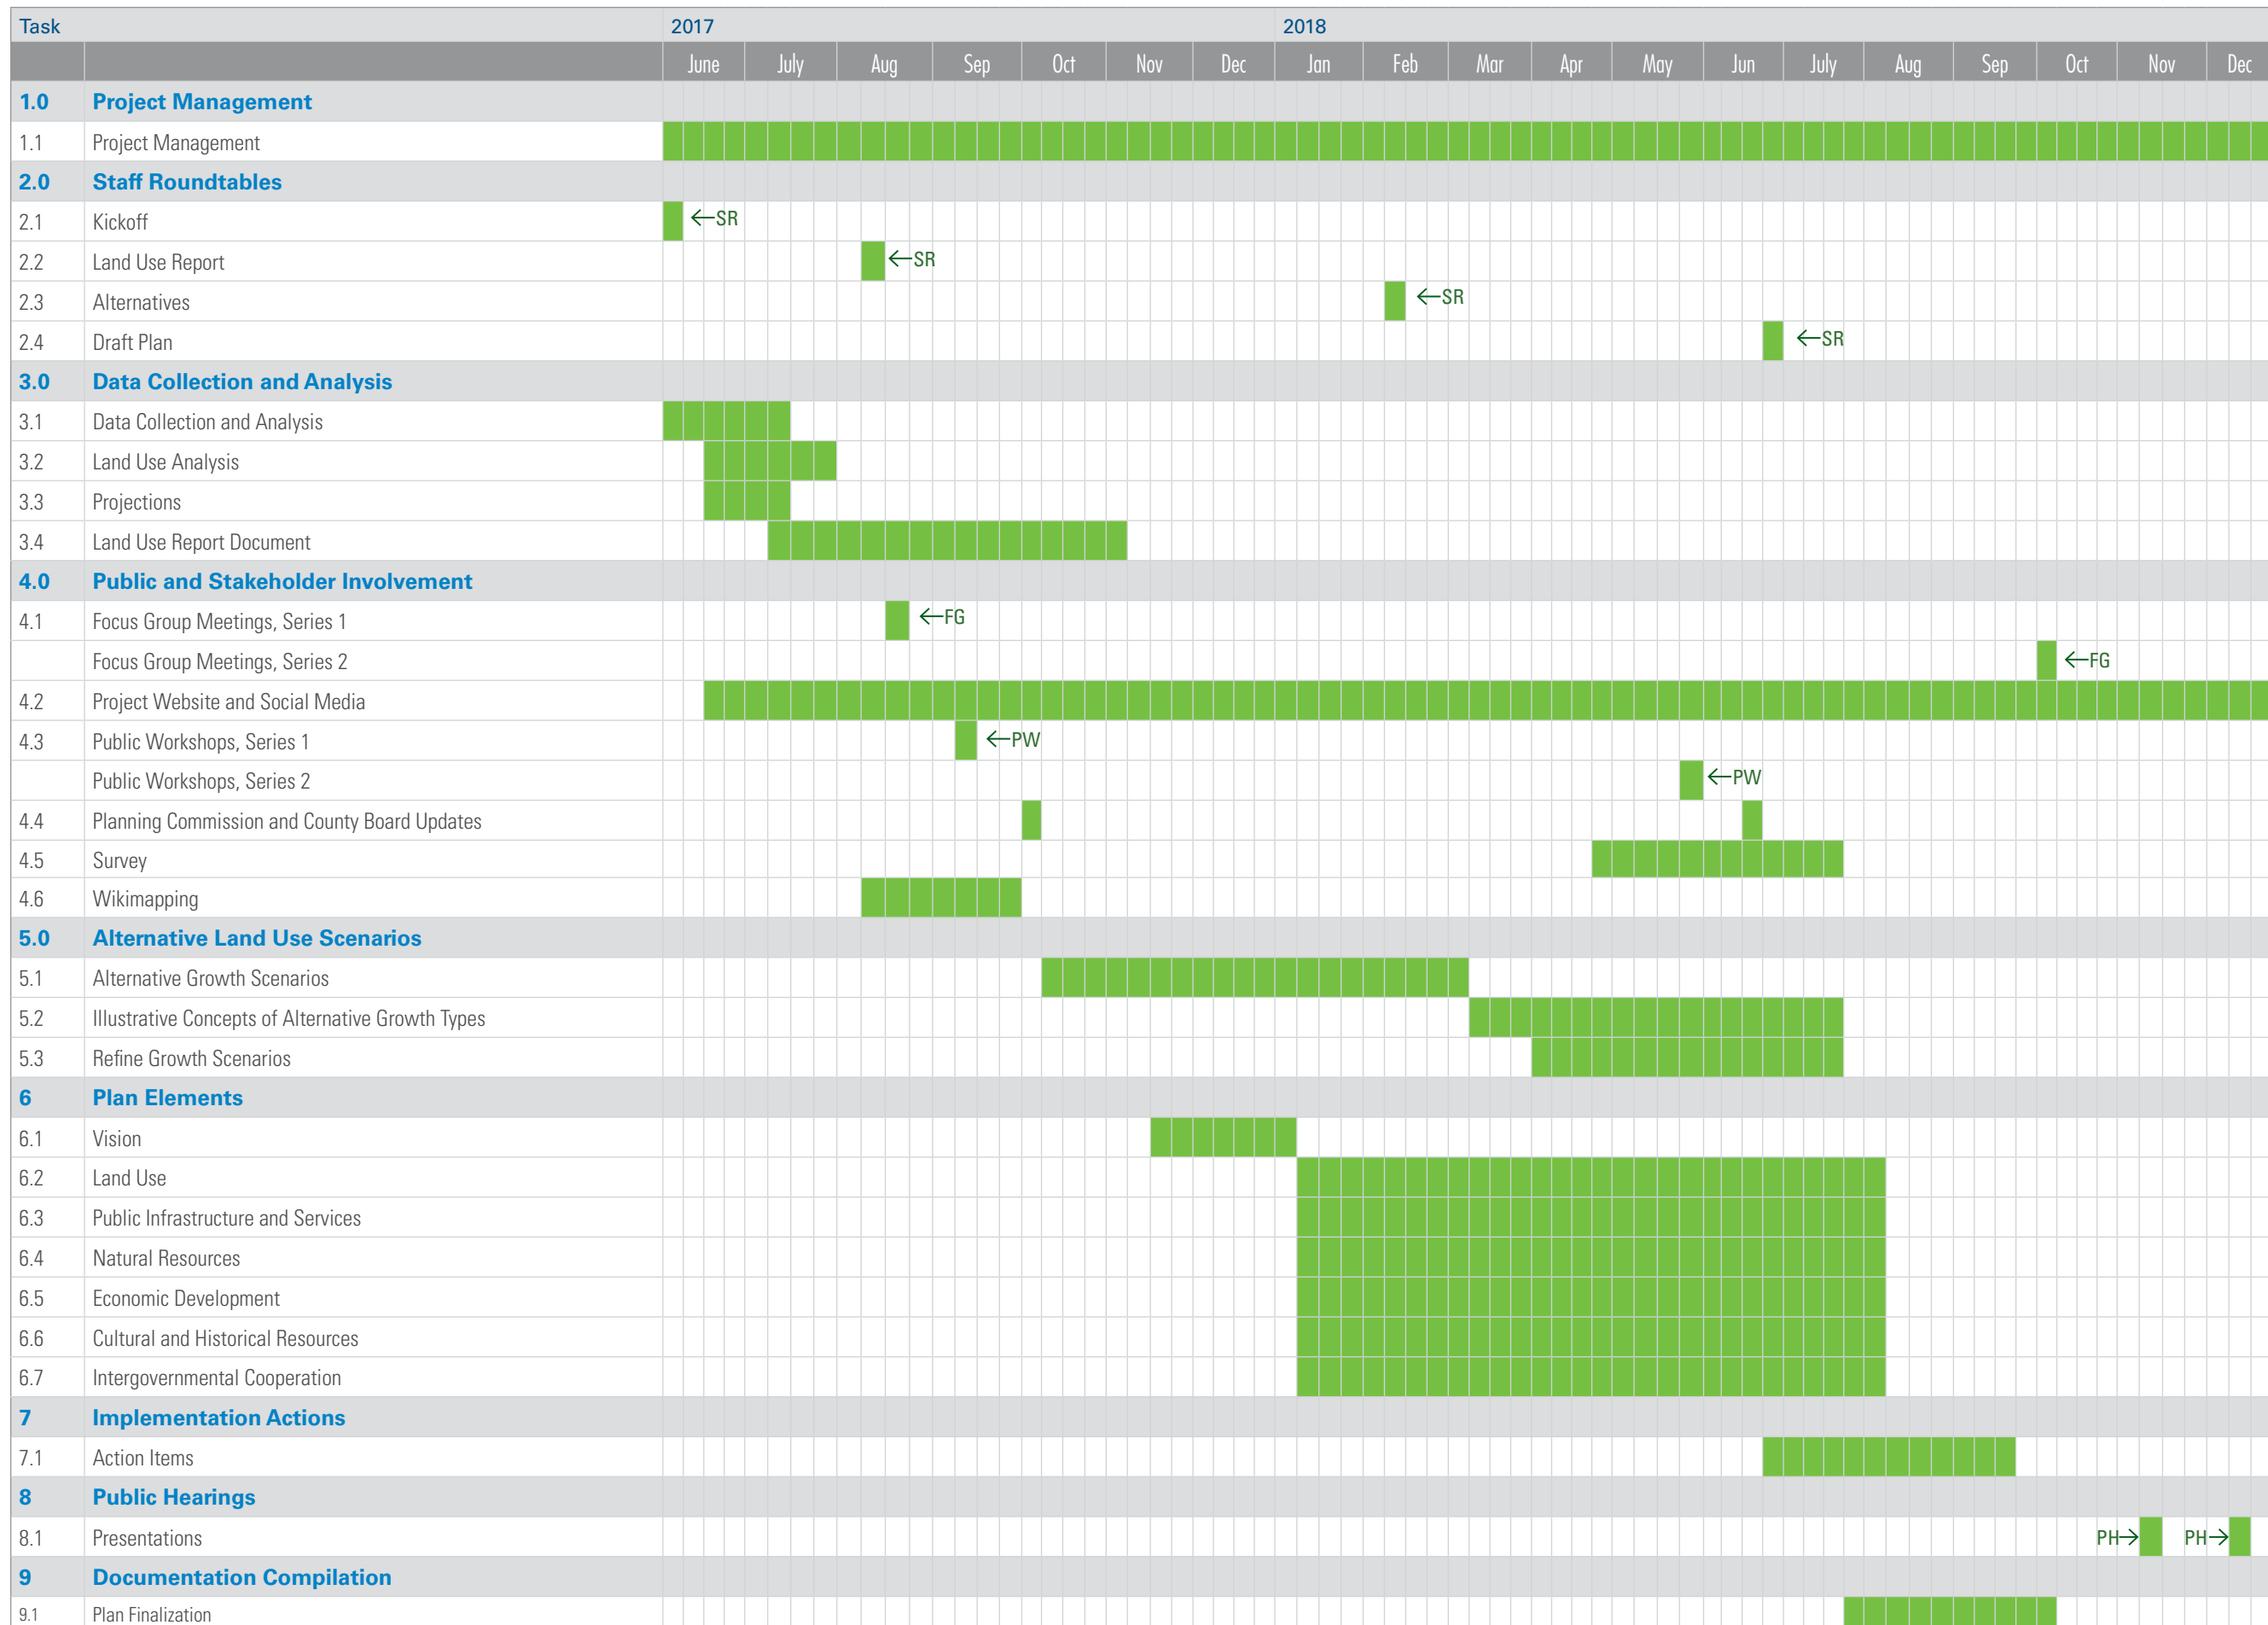 Task 2017 2018
June July Aug Sep Oct Nov Dec Jan Feb Mar Apr May Jun July Aug Sep Oct Nov Dec
1.0 Project Management
1.1 Project Management
2.0 Staff Roundtables
2.1 Kickoff ←SR
2.2 Land Use Report ←SR
2.3 Alternatives ←SR
2.4 Draft Plan ←SR
3.0 Data Collection and Analysis
3.1 Data Collection and Analysis
3.2 Land Use Analysis
3.3 Projections
3.4 Land Use Report Document
4.0 Public and Stakeholder Involvement
4.1 Focus Group Meetings, Series 1 ←FG
Focus Group Meetings, Series 2 ←FG
4.2 Project Website and Social Media
4.3 Public Workshops, Series 1 ←PW
Public Workshops, Series 2 ←PW
4.4 Planning Commission and County Board Updates
4.5 Survey
4.6 Wikimapping
5.0 Alternative Land Use Scenarios
5.1 Alternative Growth Scenarios
5.2 Illustrative Concepts of Alternative Growth Types
5.3 Refine Growth Scenarios
6 Plan Elements
6.1 Vision
6.2 Land Use
6.3 Public Infrastructure and Services
6.4 Natural Resources
6.5 Economic Development
6.6 Cultural and Historical Resources
6.7 Intergovernmental Cooperation
7 Implementation Actions
7.1 Action Items
8 Public Hearings
8.1 Presentations PH→ PH→
9 Documentation Compilation
9.1 Plan Finalization